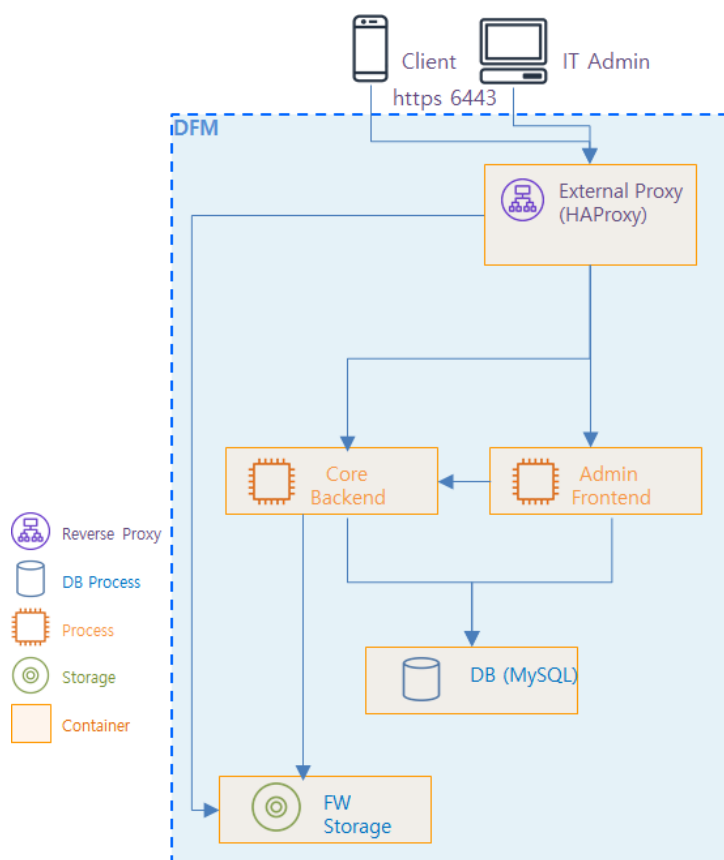 Client
IT Admin
https 6443
DFM
External Proxy
(HAProxy)
Core
Backend
Admin
Frontend
Reverse Proxy
DB Process
Process
Storage
Container
DB (MySQL)
FW
Storage